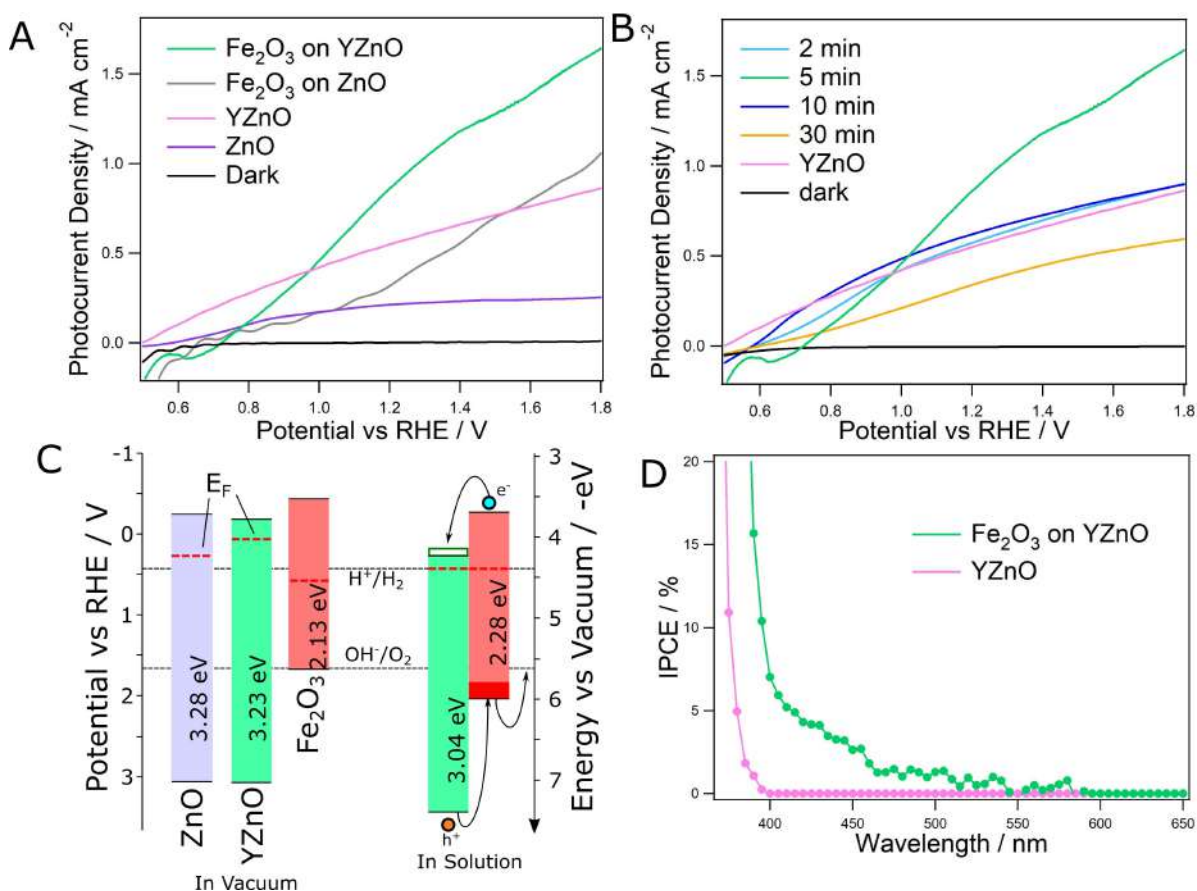 A
Fe₂O₃ on YZnO
Fe₂O₃ on ZnO
YZnO
ZnO
Dark
Photocurrent Density / mA cm⁻²
1.5
1.0
0.5
0.0
0.6 0.8 1.0 1.2 1.4 1.6 1.8
Potential vs RHE / V
B
2 min
5 min
10 min
30 min
YZnO
dark
Photocurrent Density / mA cm⁻²
1.5
1.0
0.5
0.0
0.6 0.8 1.0 1.2 1.4 1.6 1.8
Potential vs RHE / V
C
Potential vs RHE / V
-1
0
1
2
3
E_F
H⁺/H₂
OH⁻/O₂
3.28 eV
3.23 eV
2.13 eV
ZnO
YZnO
Fe₂O₃
In Vacuum
e⁻
3.04 eV
2.28 eV
h⁺
In Solution
3
4
5
6
7
Energy vs Vacuum / -eV
D
Fe₂O₃ on YZnO
YZnO
IPCE / %
20
15
10
5
0
400 450 500 550 600 650
Wavelength / nm